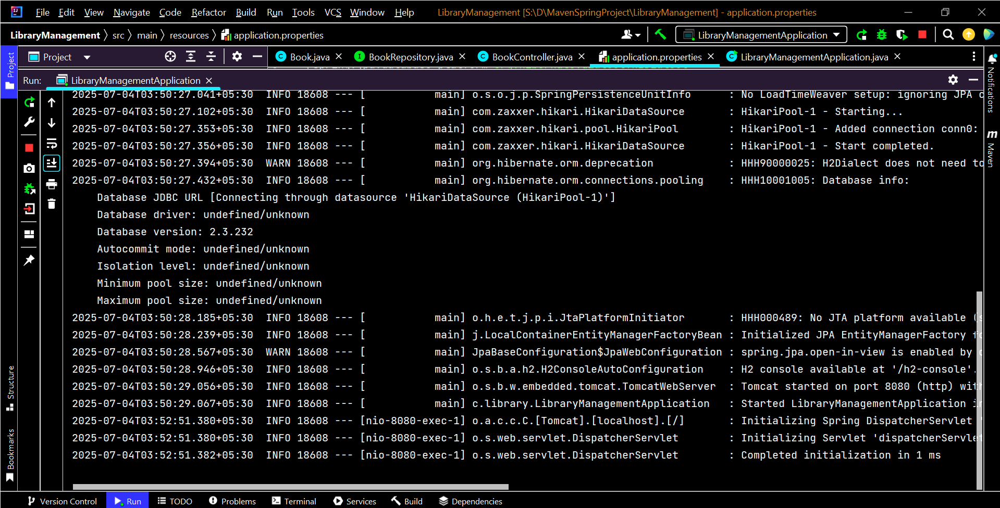 File Edit View Navigate Code Refactor Build Run Tools VCS Window Help LibraryManagement [S:\D\MavenSpringProject\LibraryManagement] - application.properties
LibraryManagement 〉 src 〉 main 〉 resources 〉 application.properties LibraryManagementApplication
Project Book.java BookRepository.java BookController.java application.properties LibraryManagementApplication.java
Run: LibraryManagementApplication
2025-07-04T03:50:27.041+05:30  INFO 18608 --- [           main] o.s.o.j.p.SpringPersistenceUnitInfo      : No LoadTimeWeaver setup: ignoring JPA
2025-07-04T03:50:27.102+05:30  INFO 18608 --- [           main] com.zaxxer.hikari.HikariDataSource       : HikariPool-1 - Starting...
2025-07-04T03:50:27.353+05:30  INFO 18608 --- [           main] com.zaxxer.hikari.pool.HikariPool        : HikariPool-1 - Added connection conn0:
2025-07-04T03:50:27.356+05:30  INFO 18608 --- [           main] com.zaxxer.hikari.HikariDataSource       : HikariPool-1 - Start completed.
2025-07-04T03:50:27.394+05:30  WARN 18608 --- [           main] org.hibernate.orm.deprecation            : HHH90000025: H2Dialect does not need to
2025-07-04T03:50:27.432+05:30  INFO 18608 --- [           main] org.hibernate.orm.connections.pooling    : HHH10001005: Database info:
    Database JDBC URL [Connecting through datasource 'HikariDataSource (HikariPool-1)']
    Database driver: undefined/unknown
    Database version: 2.3.232
    Autocommit mode: undefined/unknown
    Isolation level: undefined/unknown
    Minimum pool size: undefined/unknown
    Maximum pool size: undefined/unknown
2025-07-04T03:50:28.185+05:30  INFO 18608 --- [           main] o.h.e.t.j.p.i.JtaPlatformInitiator       : HHH000489: No JTA platform available
2025-07-04T03:50:28.239+05:30  INFO 18608 --- [           main] j.LocalContainerEntityManagerFactoryBean : Initialized JPA EntityManagerFactory
2025-07-04T03:50:28.567+05:30  WARN 18608 --- [           main] JpaBaseConfiguration$JpaWebConfiguration : spring.jpa.open-in-view is enabled by
2025-07-04T03:50:28.946+05:30  INFO 18608 --- [           main] o.s.b.a.h2.H2ConsoleAutoConfiguration    : H2 console available at '/h2-console'.
2025-07-04T03:50:29.056+05:30  INFO 18608 --- [           main] o.s.b.w.embedded.tomcat.TomcatWebServer  : Tomcat started on port 8080 (http)
2025-07-04T03:50:29.067+05:30  INFO 18608 --- [           main] c.library.LibraryManagementApplication   : Started LibraryManagementApplication
2025-07-04T03:52:51.380+05:30  INFO 18608 --- [nio-8080-exec-1] o.a.c.c.C.[Tomcat].[localhost].[/]       : Initializing Spring DispatcherServlet '
2025-07-04T03:52:51.380+05:30  INFO 18608 --- [nio-8080-exec-1] o.s.web.servlet.DispatcherServlet        : Initializing Servlet 'dispatcherServlet
2025-07-04T03:52:51.382+05:30  INFO 18608 --- [nio-8080-exec-1] o.s.web.servlet.DispatcherServlet        : Completed initialization in 1 ms
Project
Structure
Bookmarks
Notifications
Maven
Version Control Run TODO Problems Terminal Services Build Dependencies